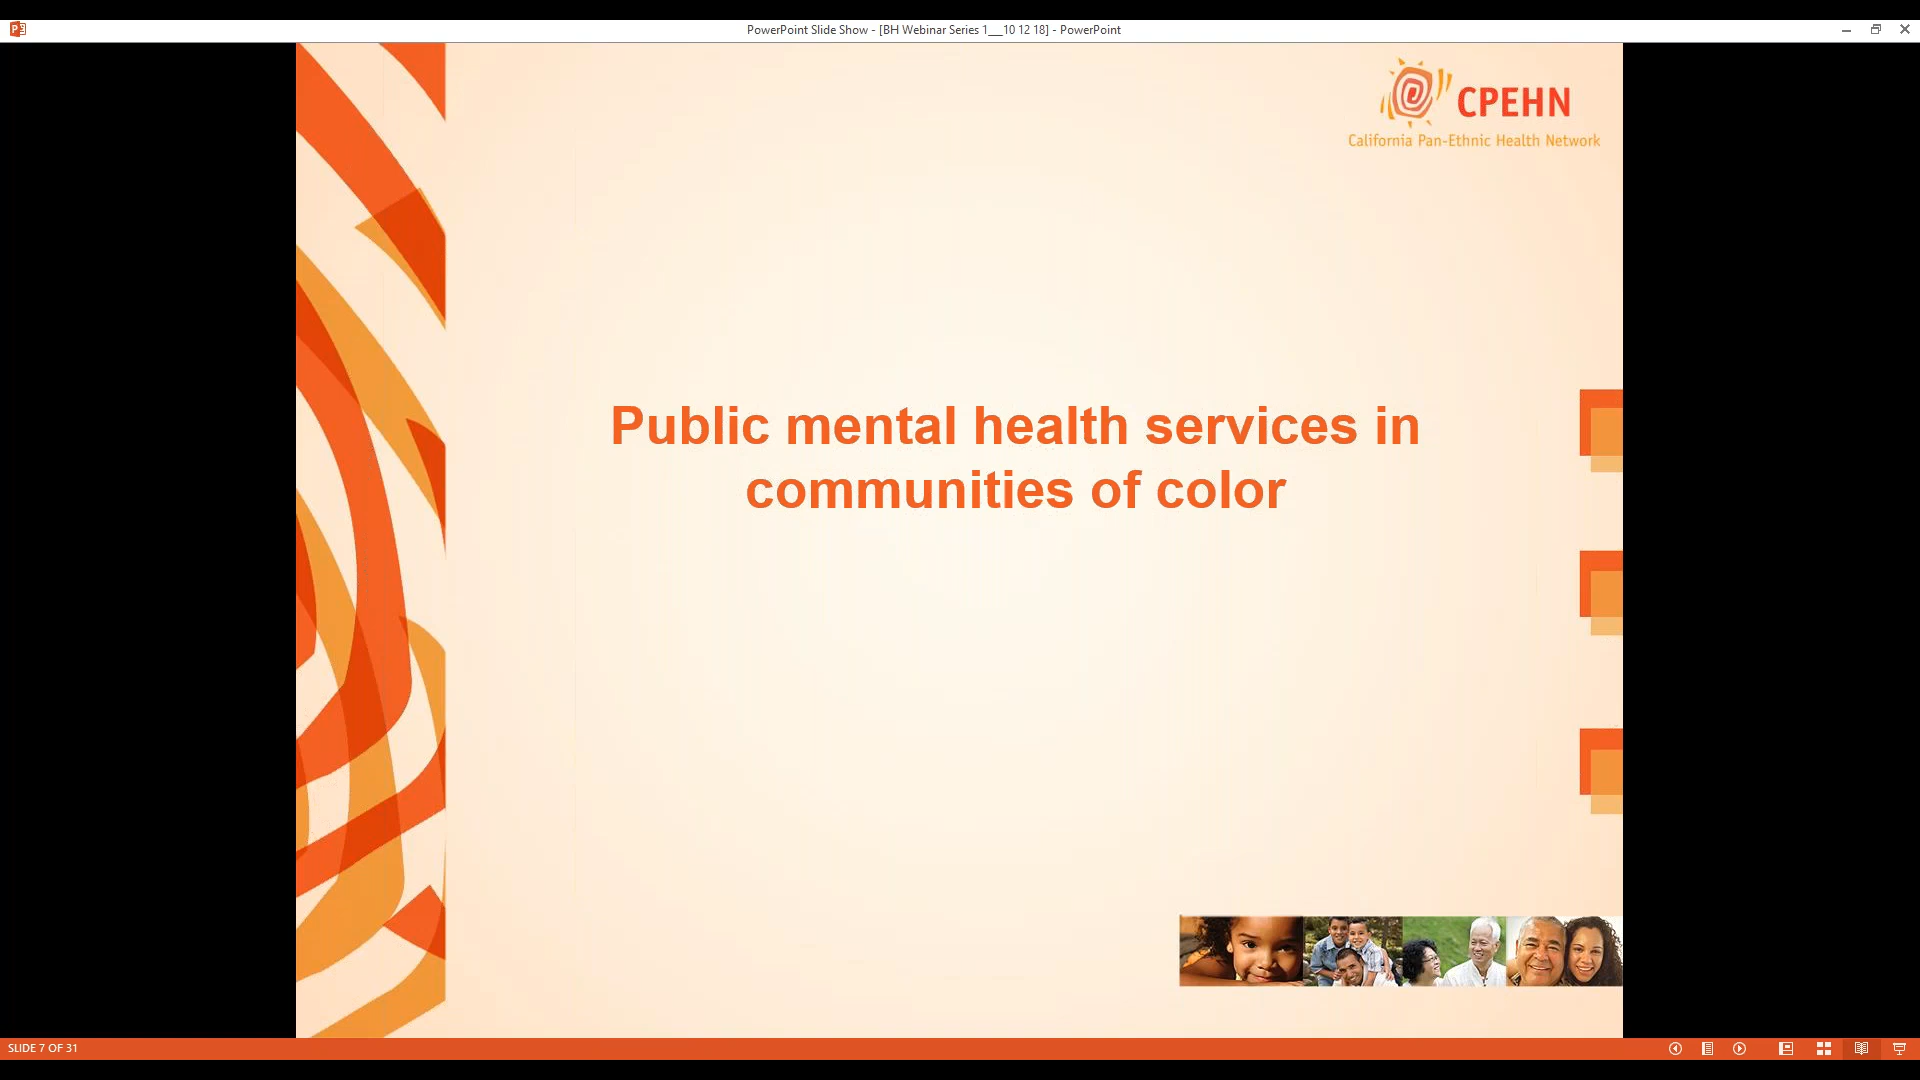 PowerPoint Slide Show - [BH Webinar Series 1___10 12 18] - PowerPoint
CPEHN
California Pan-Ethnic Health Network
Public mental health services in
communities of color
SLIDE 7 OF 31